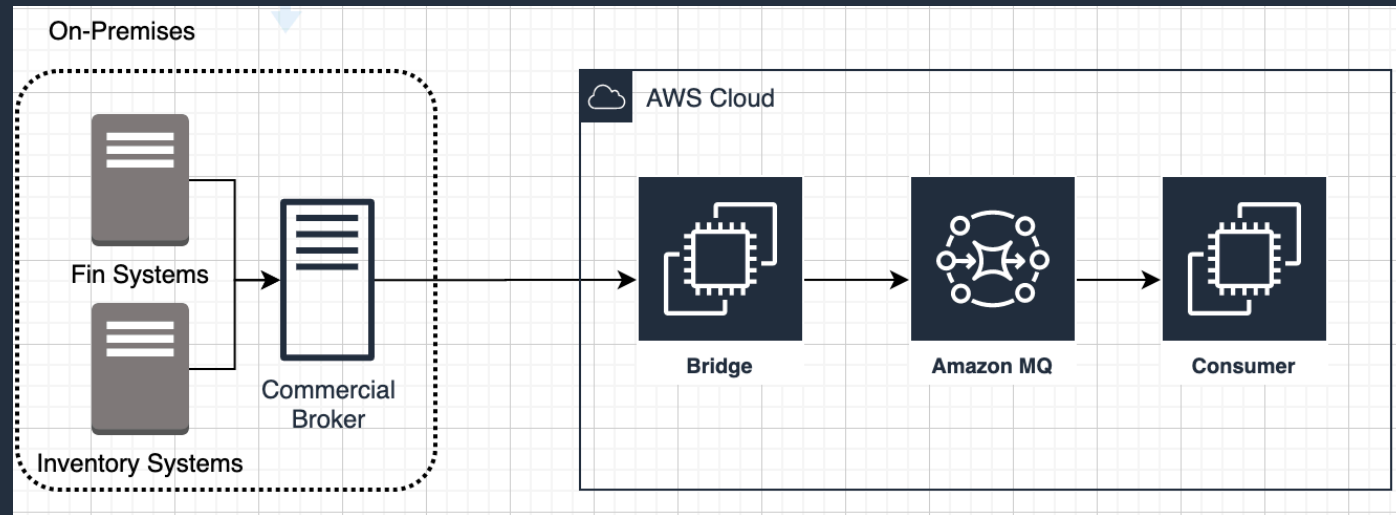 On-Premises
AWS Cloud
Fin Systems
Commercial
Broker
Inventory Systems
Bridge
Amazon MQ
Consumer